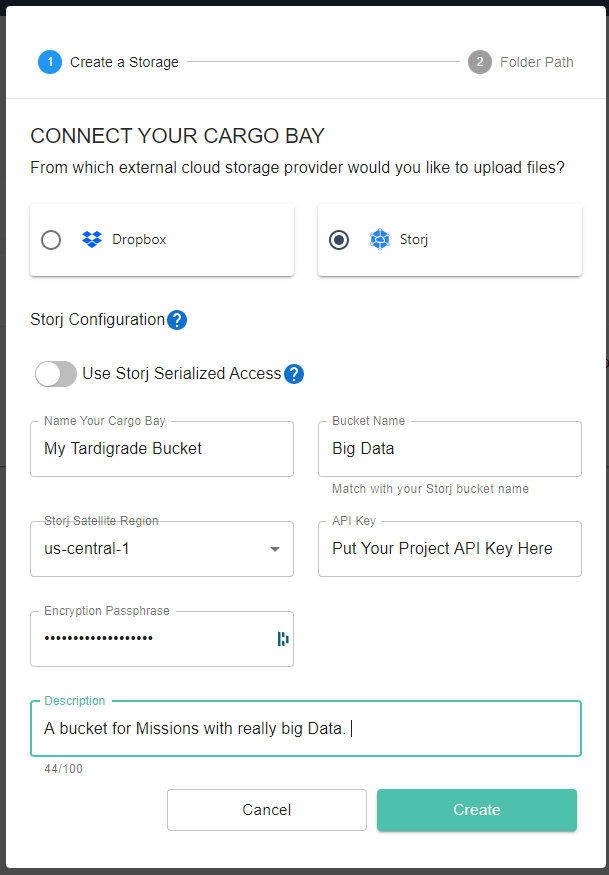 1 Create a Storage 2 Folder Path
CONNECT YOUR CARGO BAY
From which external cloud storage provider would you like to upload files?
Dropbox Storj
Storj Configuration ?
Use Storj Serialized Access ?
Name Your Cargo Bay Bucket Name
My Tardigrade Bucket Big Data
Match with your Storj bucket name
Storj Satellite Region API Key
us-central-1 Put Your Project API Key Here
Encryption Passphrase
•••••••••••••••••••
Description
A bucket for Missions with really big Data.
44/100
Cancel Create